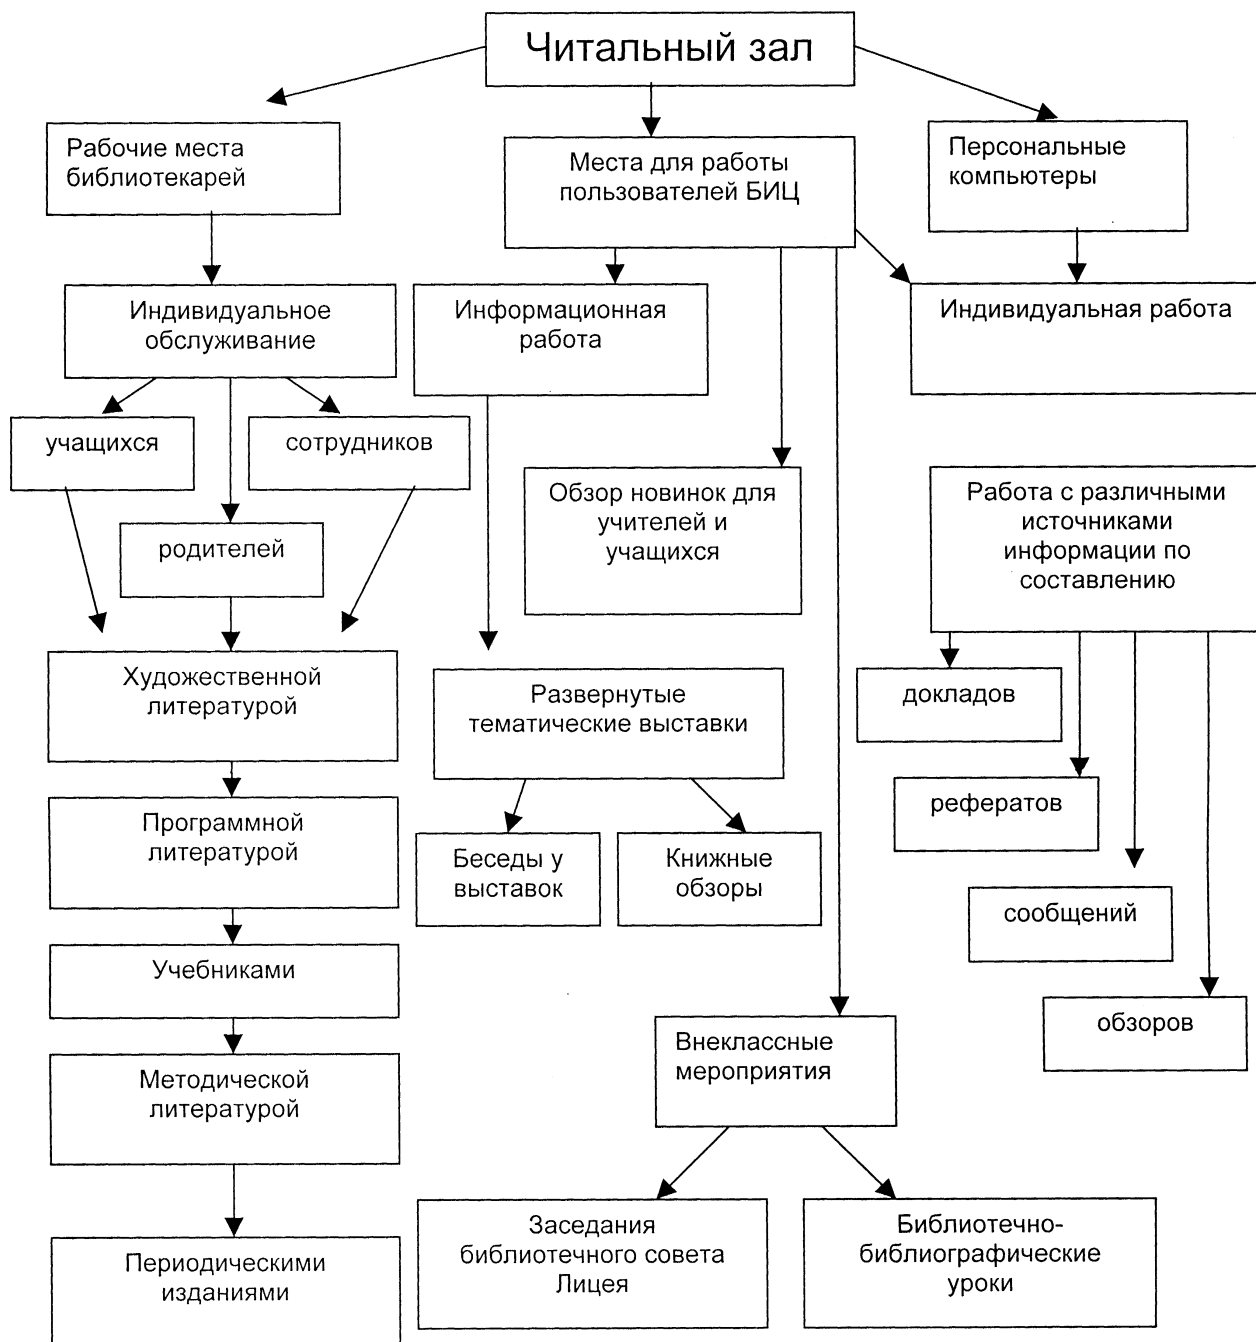 Читальный зал
Рабочие места
библиотекарей
Места для работы
пользователей БИЦ
Персональные
компьютеры
Индивидуальное
обслуживание
Информационная
работа
Индивидуальная работа
учащихся
сотрудников
родителей
Обзор новинок для
учителей и
учащихся
Работа с различными
источниками
информации по
составлению
Художественной
литературой
Развернутые
тематические выставки
докладов
рефератов
Программной
литературой
Беседы у
выставок
Книжные
обзоры
сообщений
Учебниками
обзоров
Внеклассные
мероприятия
Методической
литературой
Заседания
библиотечного совета
Лицея
Библиотечно-
библиографические
уроки
Периодическими
изданиями